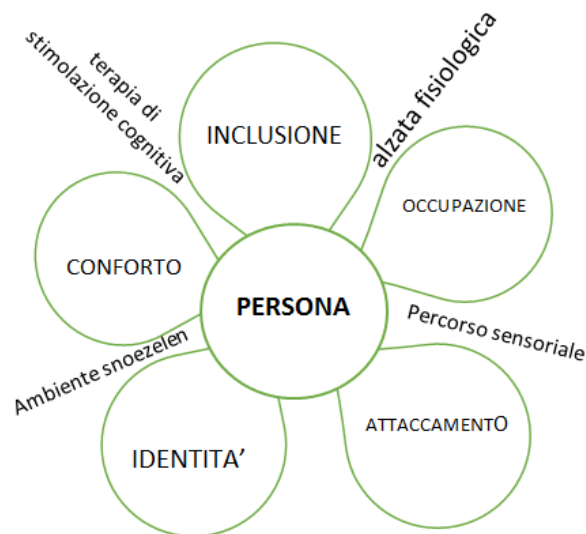 terapia di
stimolazione cognitiva
INCLUSIONE
alzata fisiologica
OCCUPAZIONE
CONFORTO
PERSONA
Percorso sensoriale
Ambiente snoezelen
ATTACCAMENTO
IDENTITA’